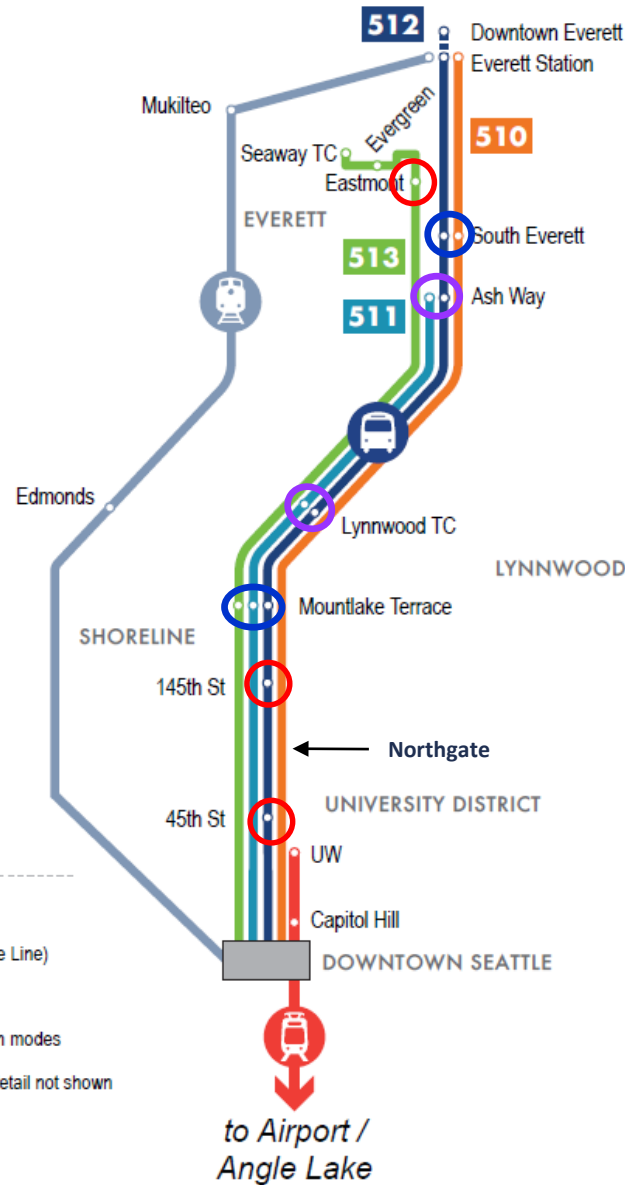 512
Downtown Everett
Everett Station
Mukilteo
Evergreen
510
Seaway TC
Eastmont
EVERETT
South Everett
513
511
Ash Way
Edmonds
Lynnwood TC
LYNNWOOD
Mountlake Terrace
SHORELINE
145th St
Northgate
45th St
UNIVERSITY DISTRICT
UW
Capitol Hill
e Line)
DOWNTOWN SEATTLE
n modes
etail not shown
to Airport /
Angle Lake